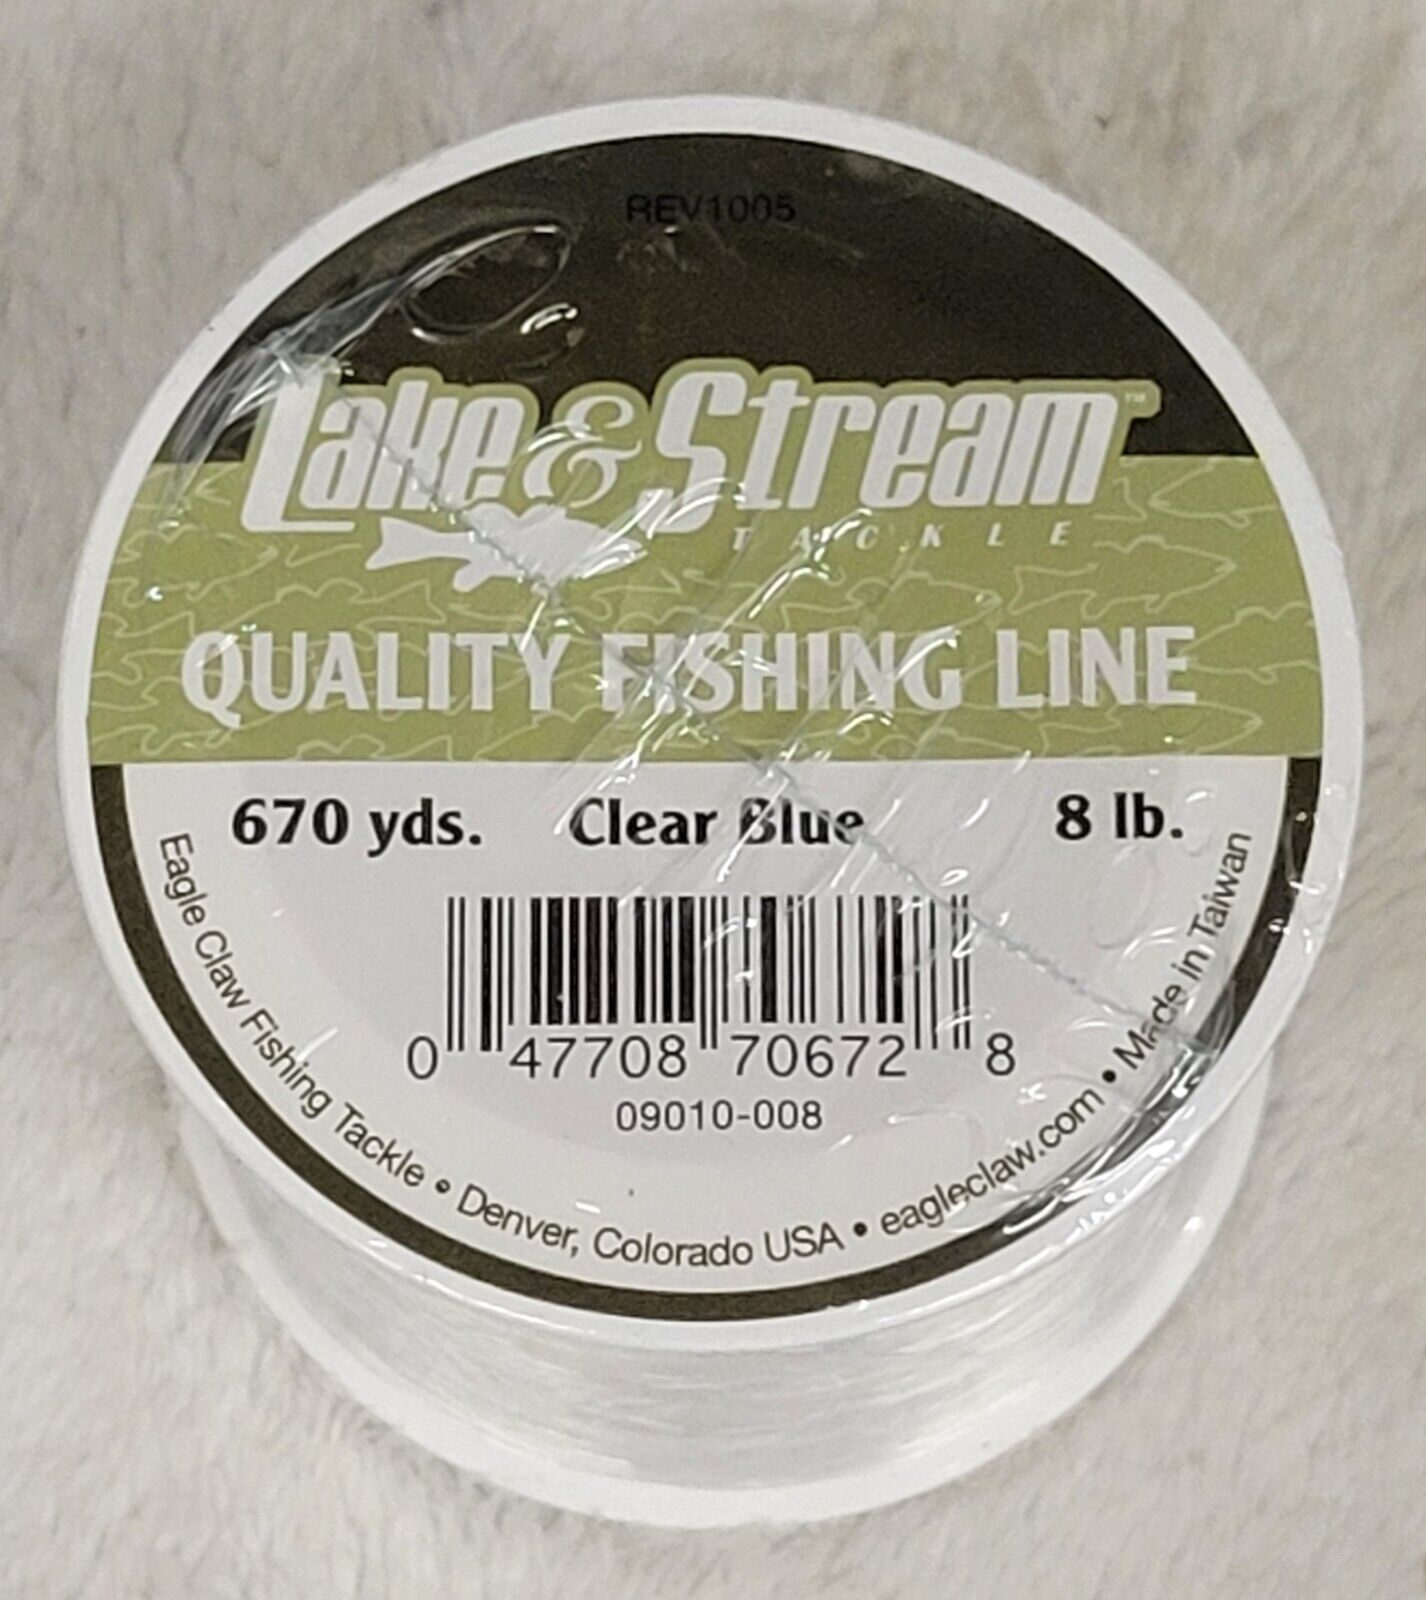 REV1005
Lake & Stream™
TACKLE
QUALITY FISHING LINE
670 yds. Clear Blue 8 lb.
0 47708 70672 8
09010-008
Eagle Claw Fishing Tackle • Denver, Colorado USA • eagleclaw.com • Made in Taiwan